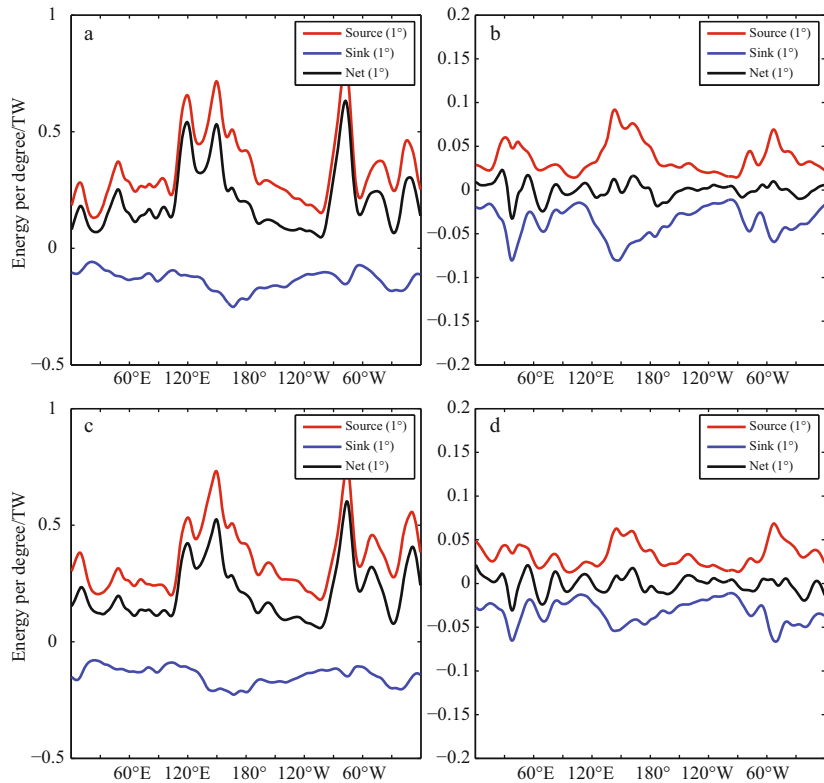 a
Source (1°)
Sink (1°)
Net (1°)
1
0.5
0
−0.5
Energy per degree/TW
60°E 120°E 180° 120°W 60°W
b
Source (1°)
Sink (1°)
Net (1°)
0.2
0.15
0.1
0.05
0
−0.05
−0.1
−0.15
−0.2
60°E 120°E 180° 120°W 60°W
c
Source (1°)
Sink (1°)
Net (1°)
1
0.5
0
−0.5
Energy per degree/TW
60°E 120°E 180° 120°W 60°W
d
Source (1°)
Sink (1°)
Net (1°)
0.2
0.15
0.1
0.05
0
−0.05
−0.1
−0.15
−0.2
60°E 120°E 180° 120°W 60°W